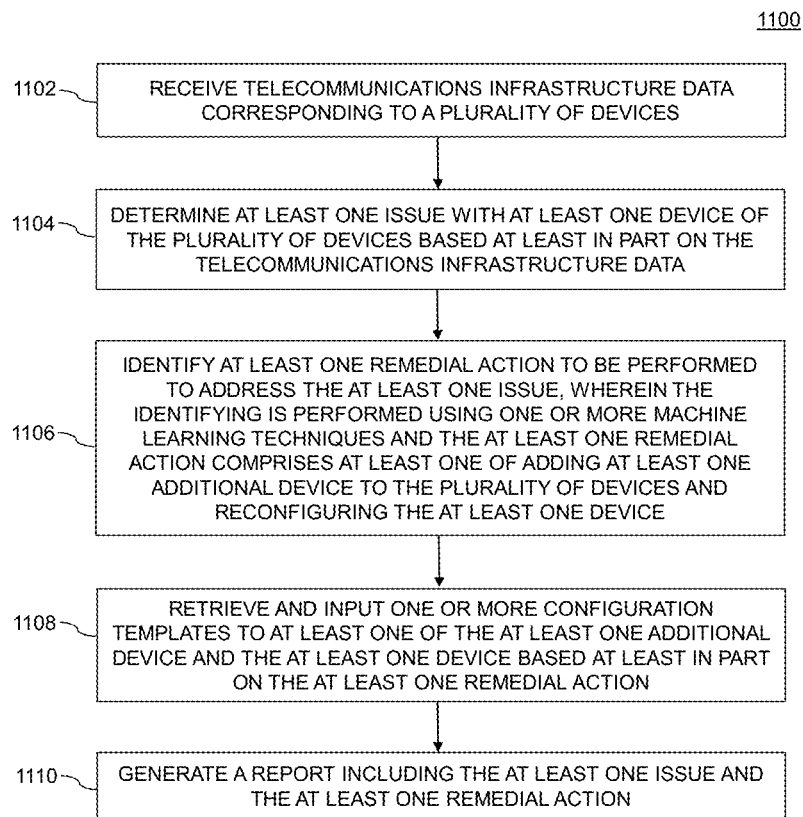 1100
1102
RECEIVE TELECOMMUNICATIONS INFRASTRUCTURE DATA
CORRESPONDING TO A PLURALITY OF DEVICES
1104
DETERMINE AT LEAST ONE ISSUE WITH AT LEAST ONE DEVICE OF
THE PLURALITY OF DEVICES BASED AT LEAST IN PART ON THE
TELECOMMUNICATIONS INFRASTRUCTURE DATA
1106
IDENTIFY AT LEAST ONE REMEDIAL ACTION TO BE PERFORMED
TO ADDRESS THE AT LEAST ONE ISSUE, WHEREIN THE
IDENTIFYING IS PERFORMED USING ONE OR MORE MACHINE
LEARNING TECHNIQUES AND THE AT LEAST ONE REMEDIAL
ACTION COMPRISES AT LEAST ONE OF ADDING AT LEAST ONE
ADDITIONAL DEVICE TO THE PLURALITY OF DEVICES AND
RECONFIGURING THE AT LEAST ONE DEVICE
1108
RETRIEVE AND INPUT ONE OR MORE CONFIGURATION
TEMPLATES TO AT LEAST ONE OF THE AT LEAST ONE ADDITIONAL
DEVICE AND THE AT LEAST ONE DEVICE BASED AT LEAST IN PART
ON THE AT LEAST ONE REMEDIAL ACTION
1110
GENERATE A REPORT INCLUDING THE AT LEAST ONE ISSUE AND
THE AT LEAST ONE REMEDIAL ACTION